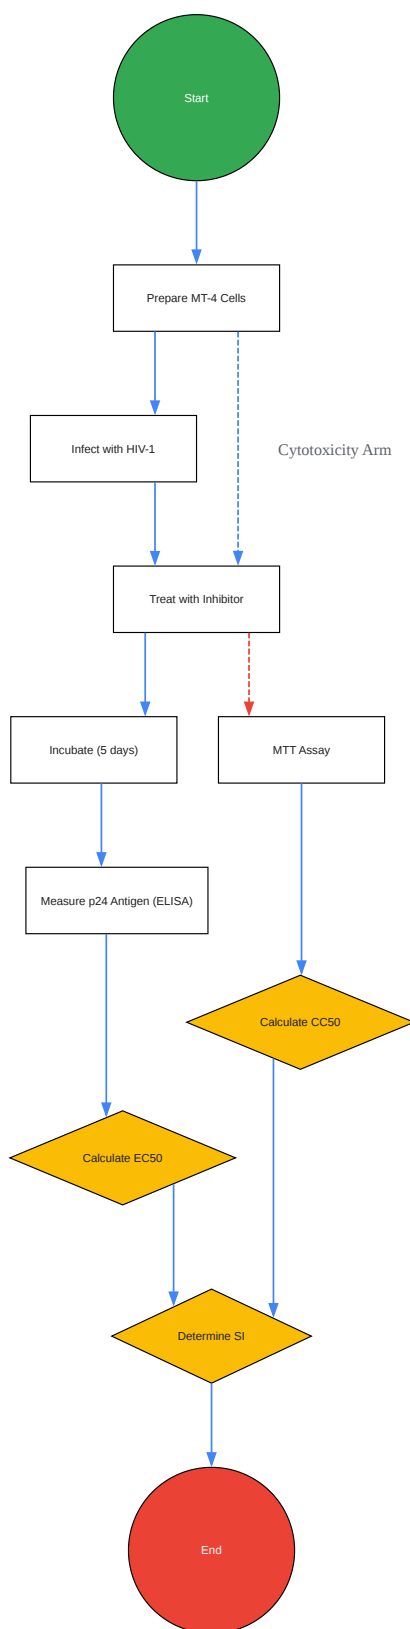 Start
Prepare MT-4 Cells
Infect with HIV-1
Cytotoxicity Arm
Treat with Inhibitor
Incubate (5 days)
MTT Assay
Measure p24 Antigen (ELISA)
Calculate CC50
Calculate EC50
Determine SI
End